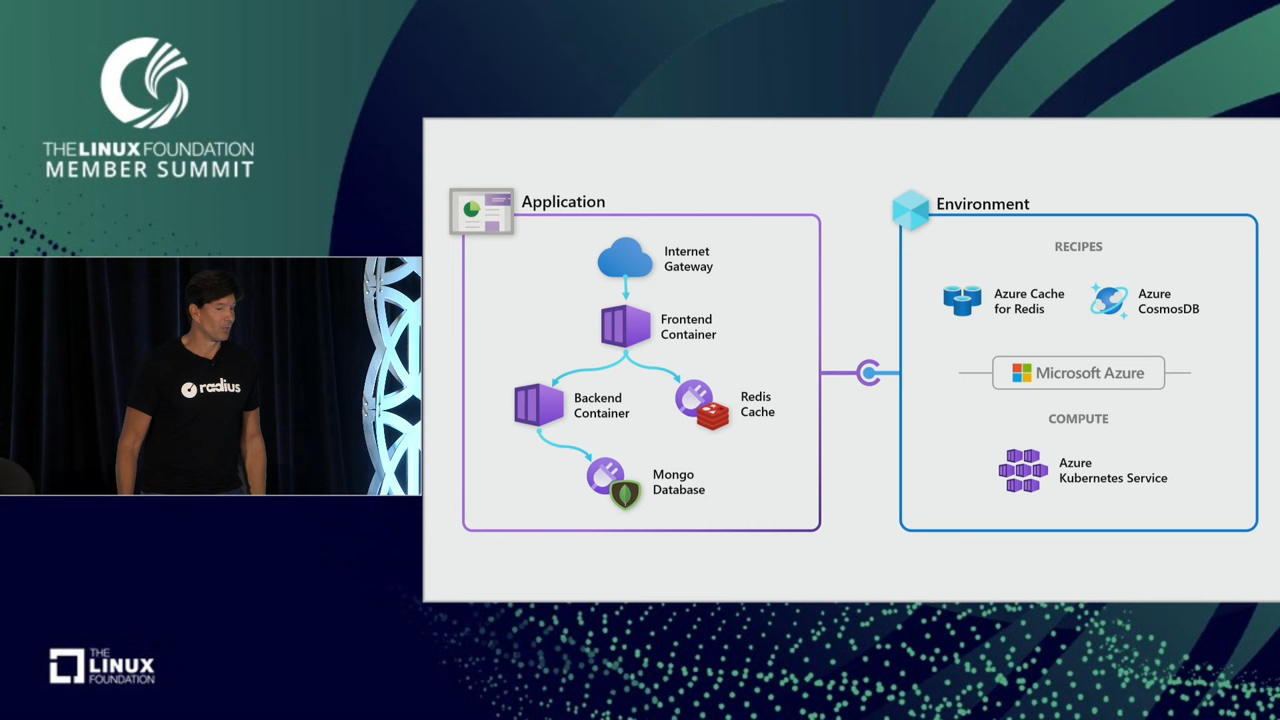 THE LINUX FOUNDATION
MEMBER SUMMIT
radius
Application
Internet
Gateway
Frontend
Container
Backend
Container
Redis
Cache
Mongo
Database
Environment
RECIPES
Azure Cache
for Redis
Azure
CosmosDB
Microsoft Azure
COMPUTE
Azure
Kubernetes Service
THE
LINUX
FOUNDATION